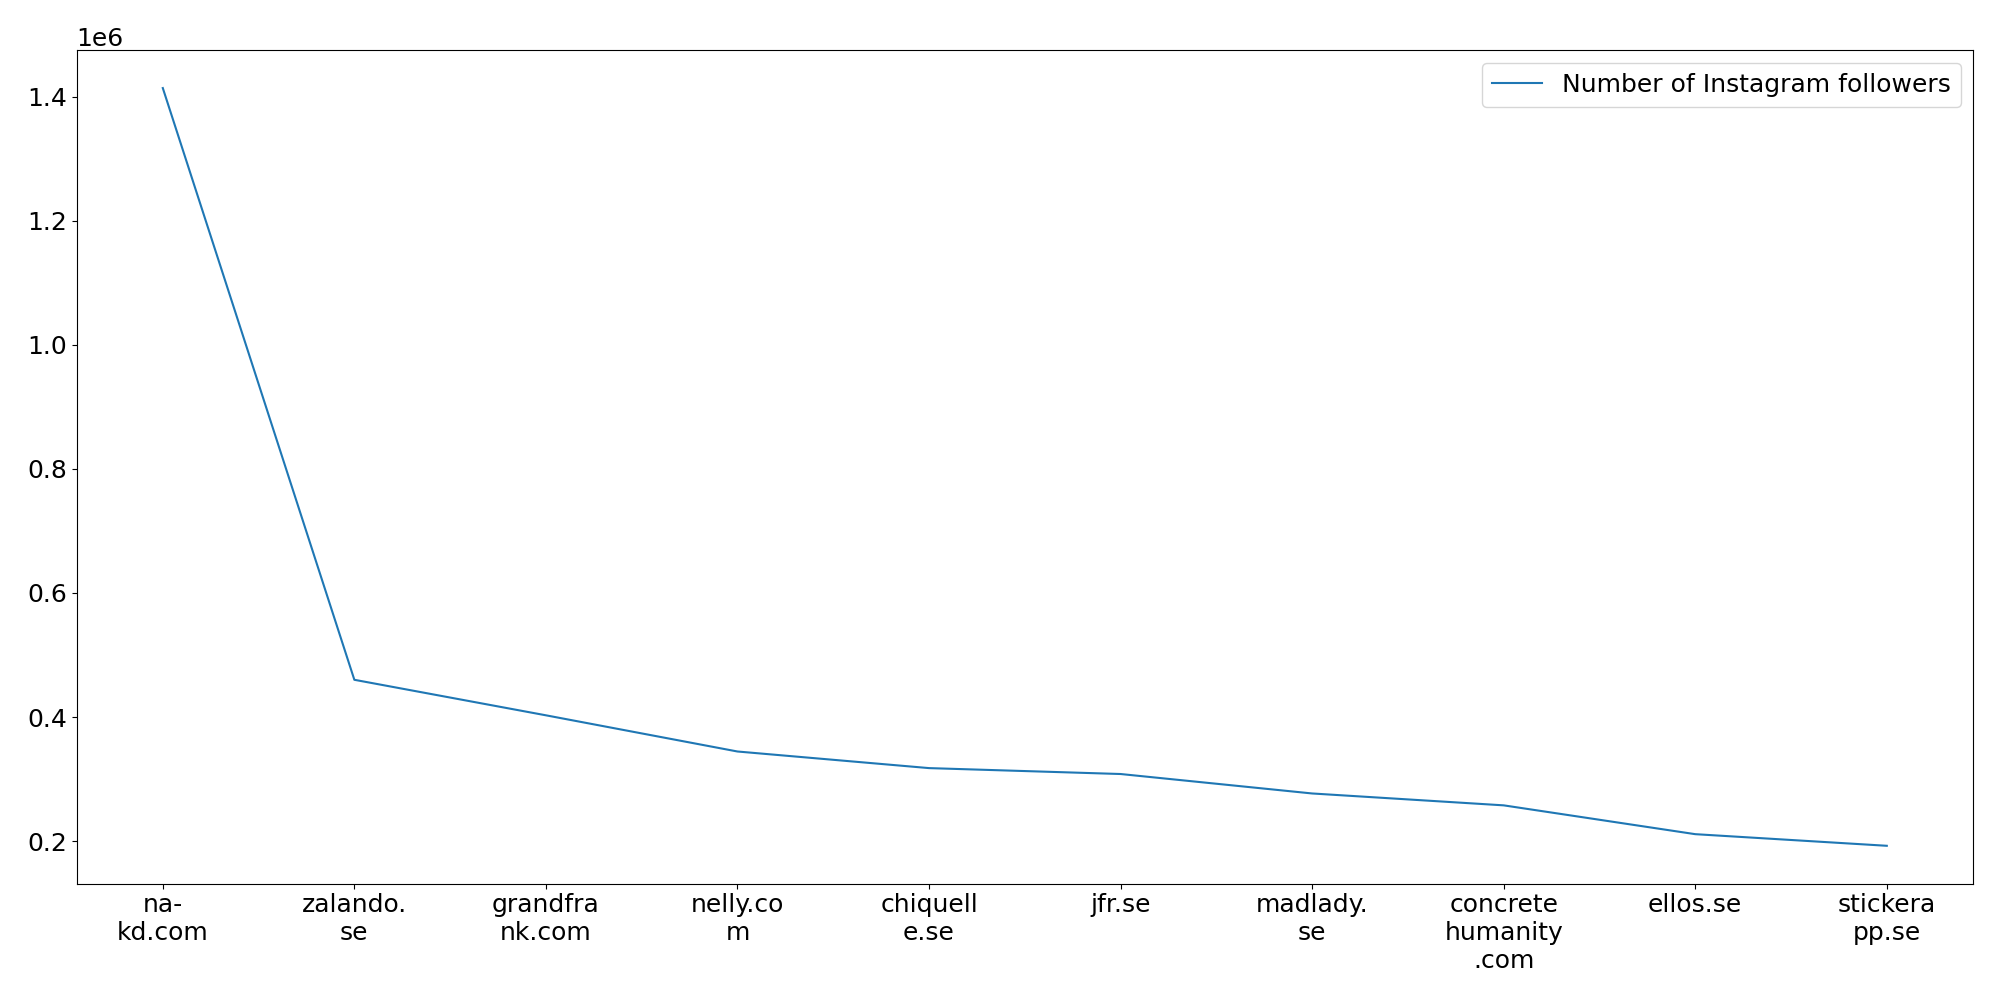 1e6
Number of Instagram followers
1.4
1.2
1.0
0.8
0.6
0.4
0.2
na-
kd.com
zalando.
se
grandfra
nk.com
nelly.co
m
chiquell
e.se
jfr.se
madlady.
se
concrete
humanity
.com
ellos.se
stickera
pp.se